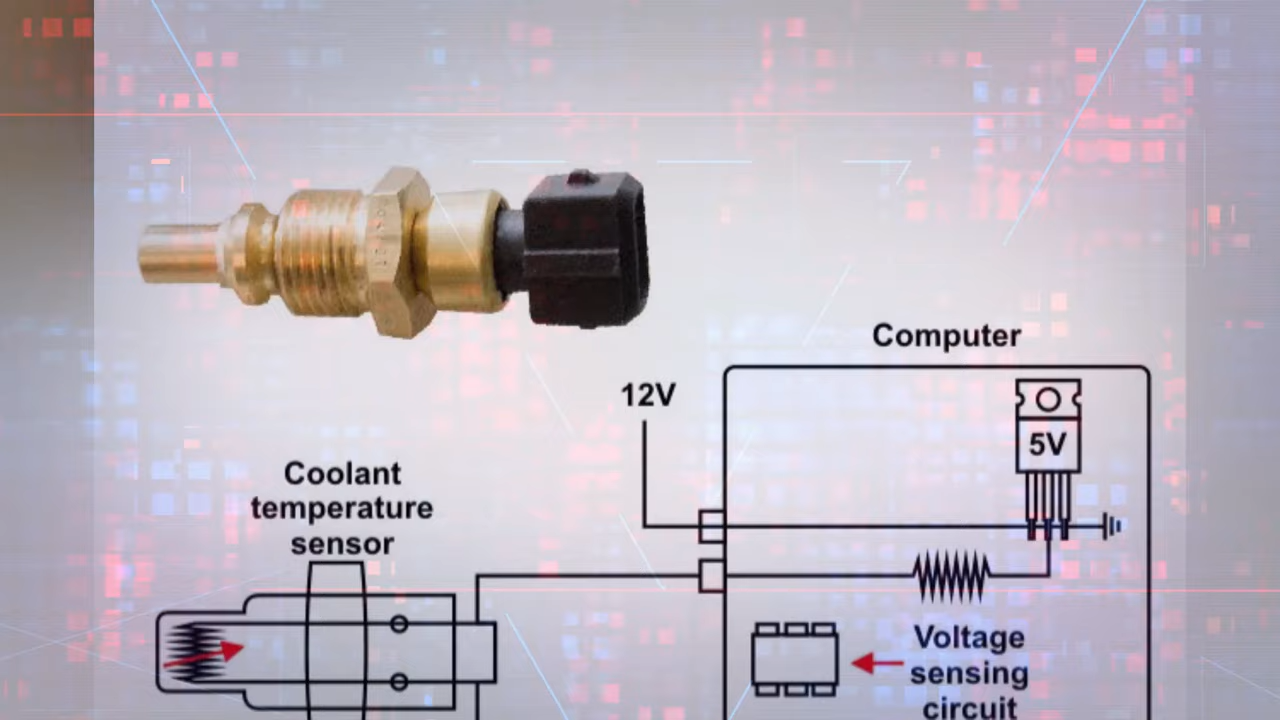 Computer
12V
5V
Coolant
temperature
sensor
Voltage
sensing
circuit